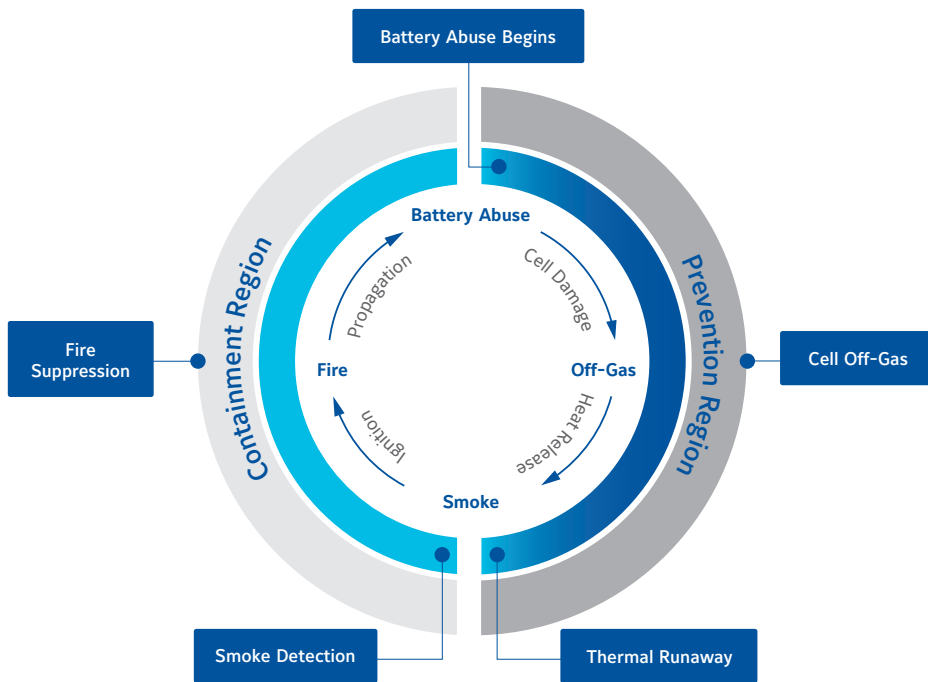 Battery Abuse Begins
Battery Abuse
Cell Damage
Propagation
Containment Region
Prevention Region
Fire
Suppression
Fire
Off-Gas
Cell Off-Gas
Ignition
Heat Release
Smoke
Smoke Detection
Thermal Runaway